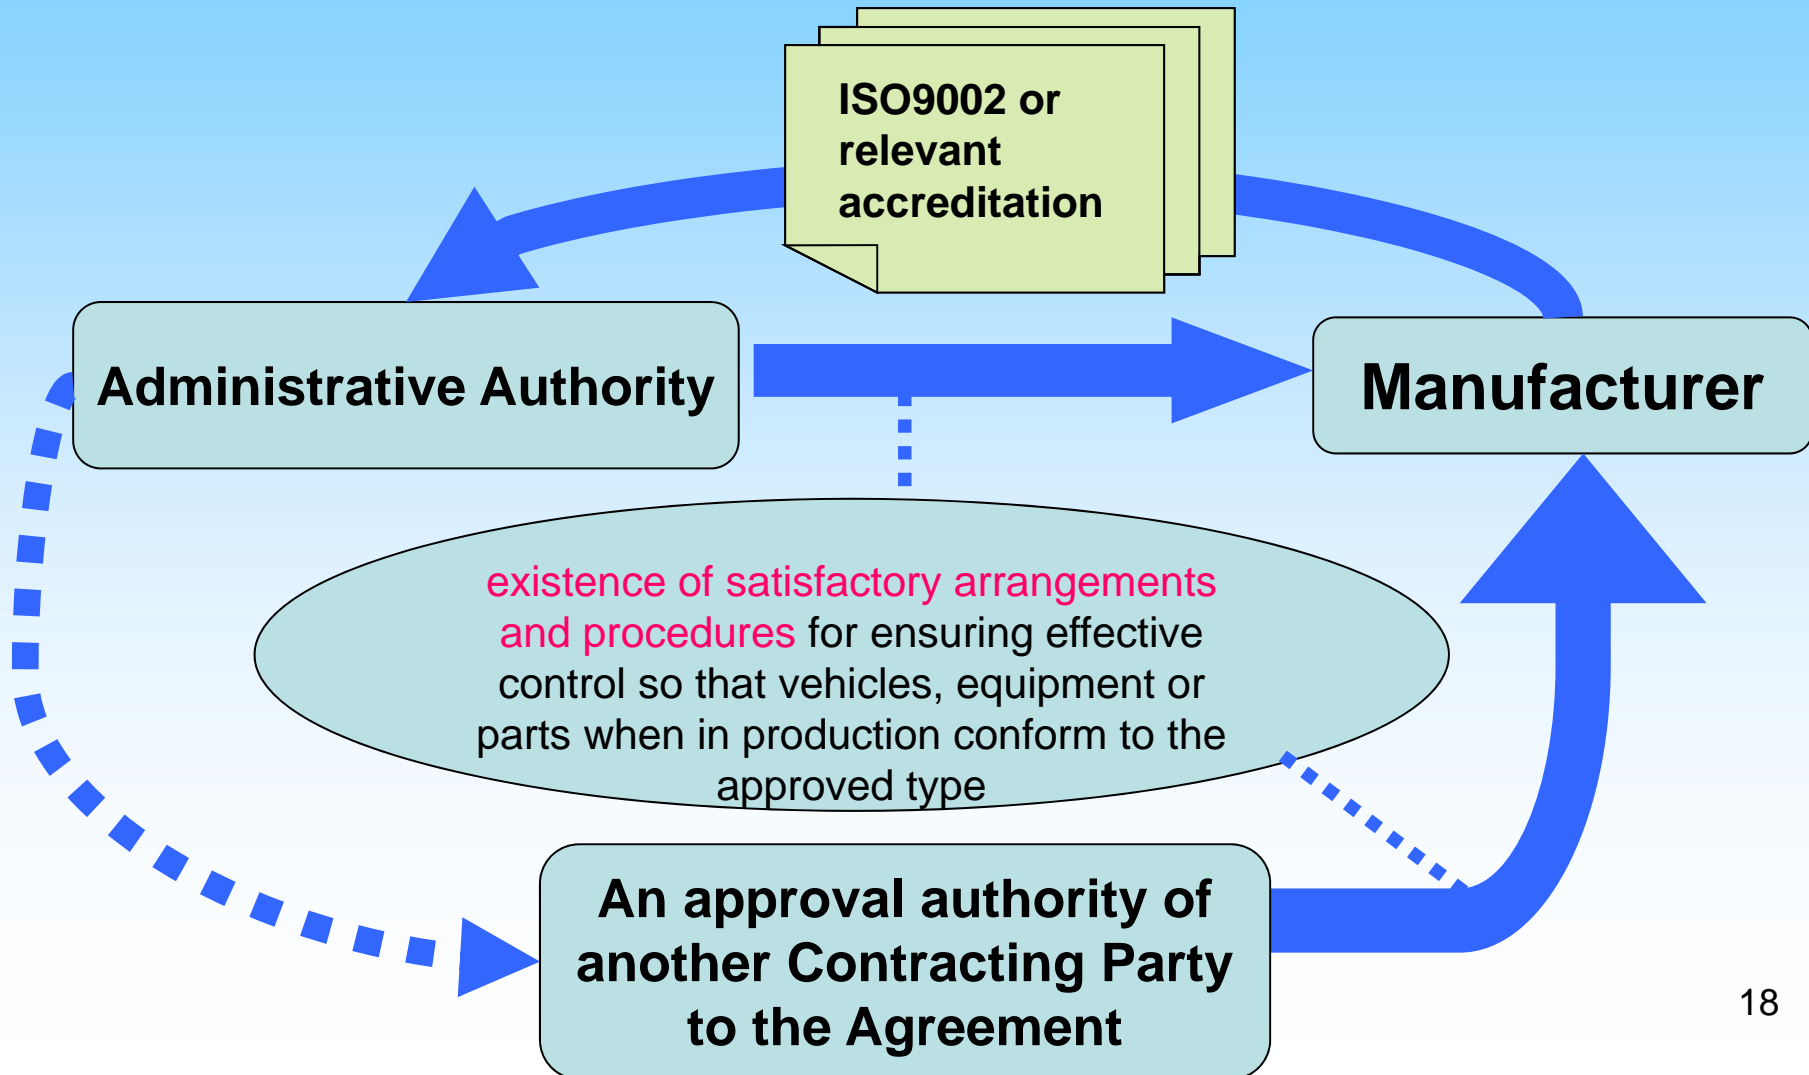 ISO9002 or
relevant
accreditation
Administrative Authority
Manufacturer
existence of satisfactory arrangements
and procedures for ensuring effective
control so that vehicles, equipment or
parts when in production conform to the
approved type
An approval authority of
another Contracting Party
to the Agreement
18